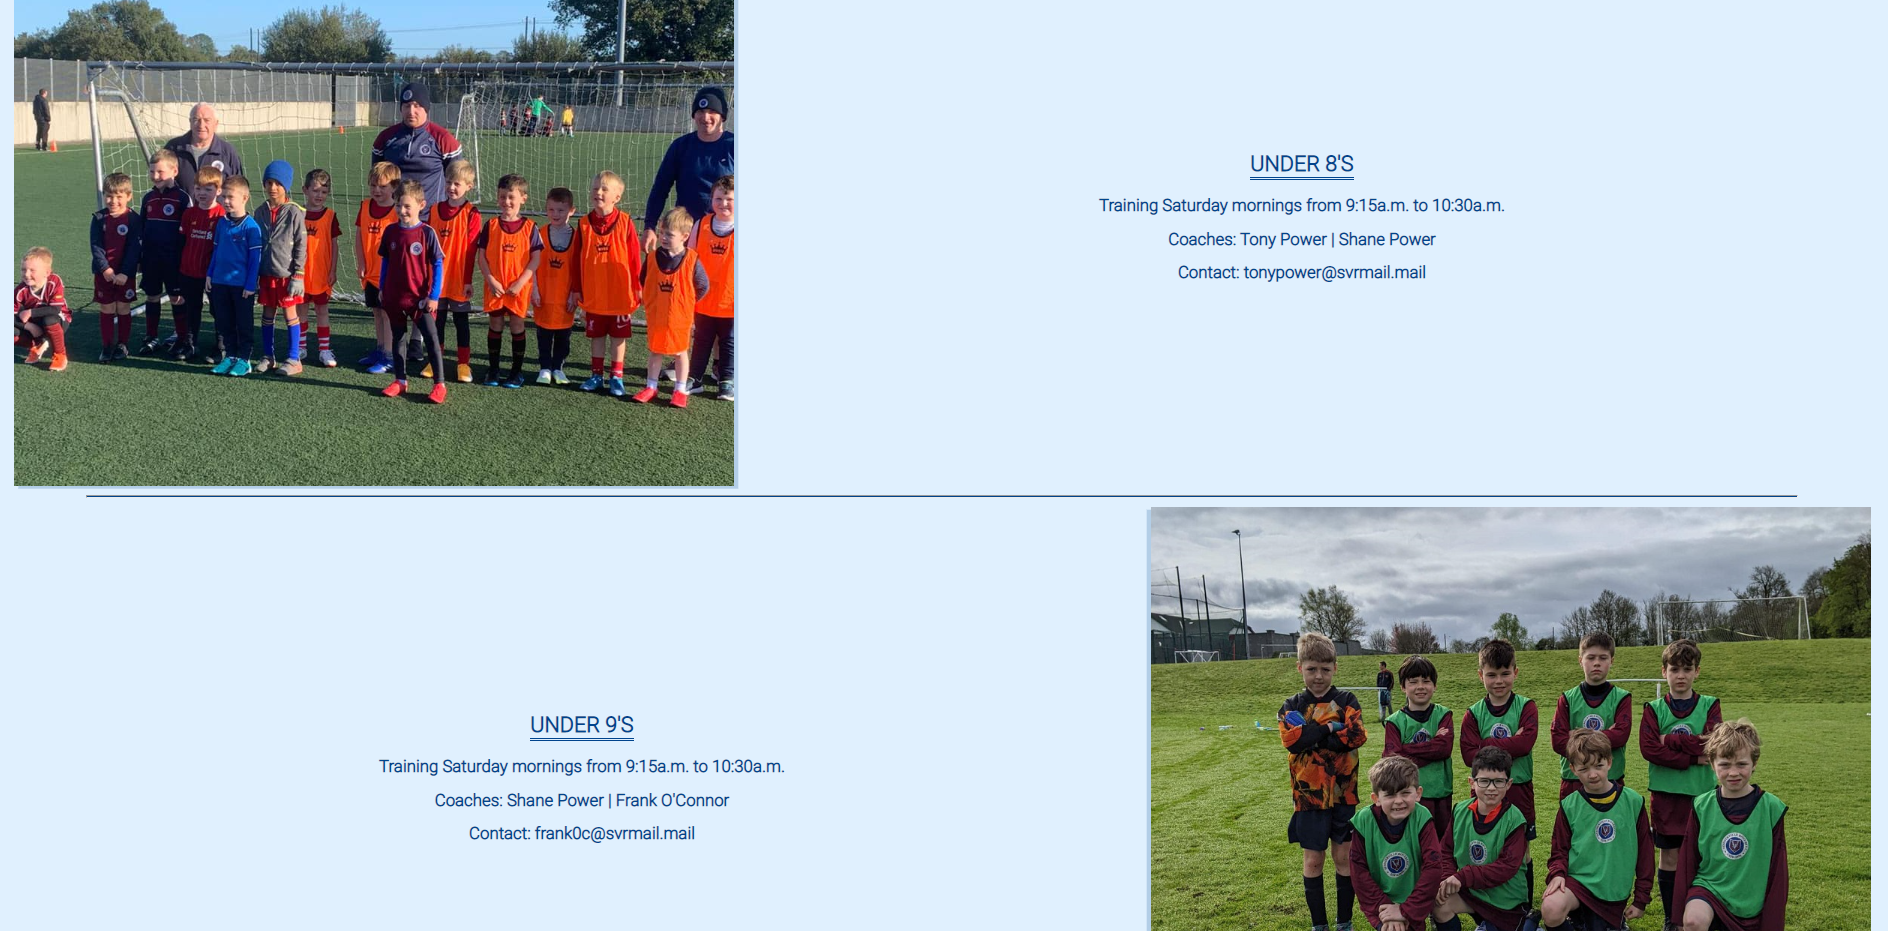 UNDER 8'S
Training Saturday mornings from 9:15a.m. to 10:30a.m.
Coaches: Tony Power | Shane Power
Contact: tonypower@svrmail.mail
UNDER 9'S
Training Saturday mornings from 9:15a.m. to 10:30a.m.
Coaches: Shane Power | Frank O'Connor
Contact: frank0c@svrmail.mail